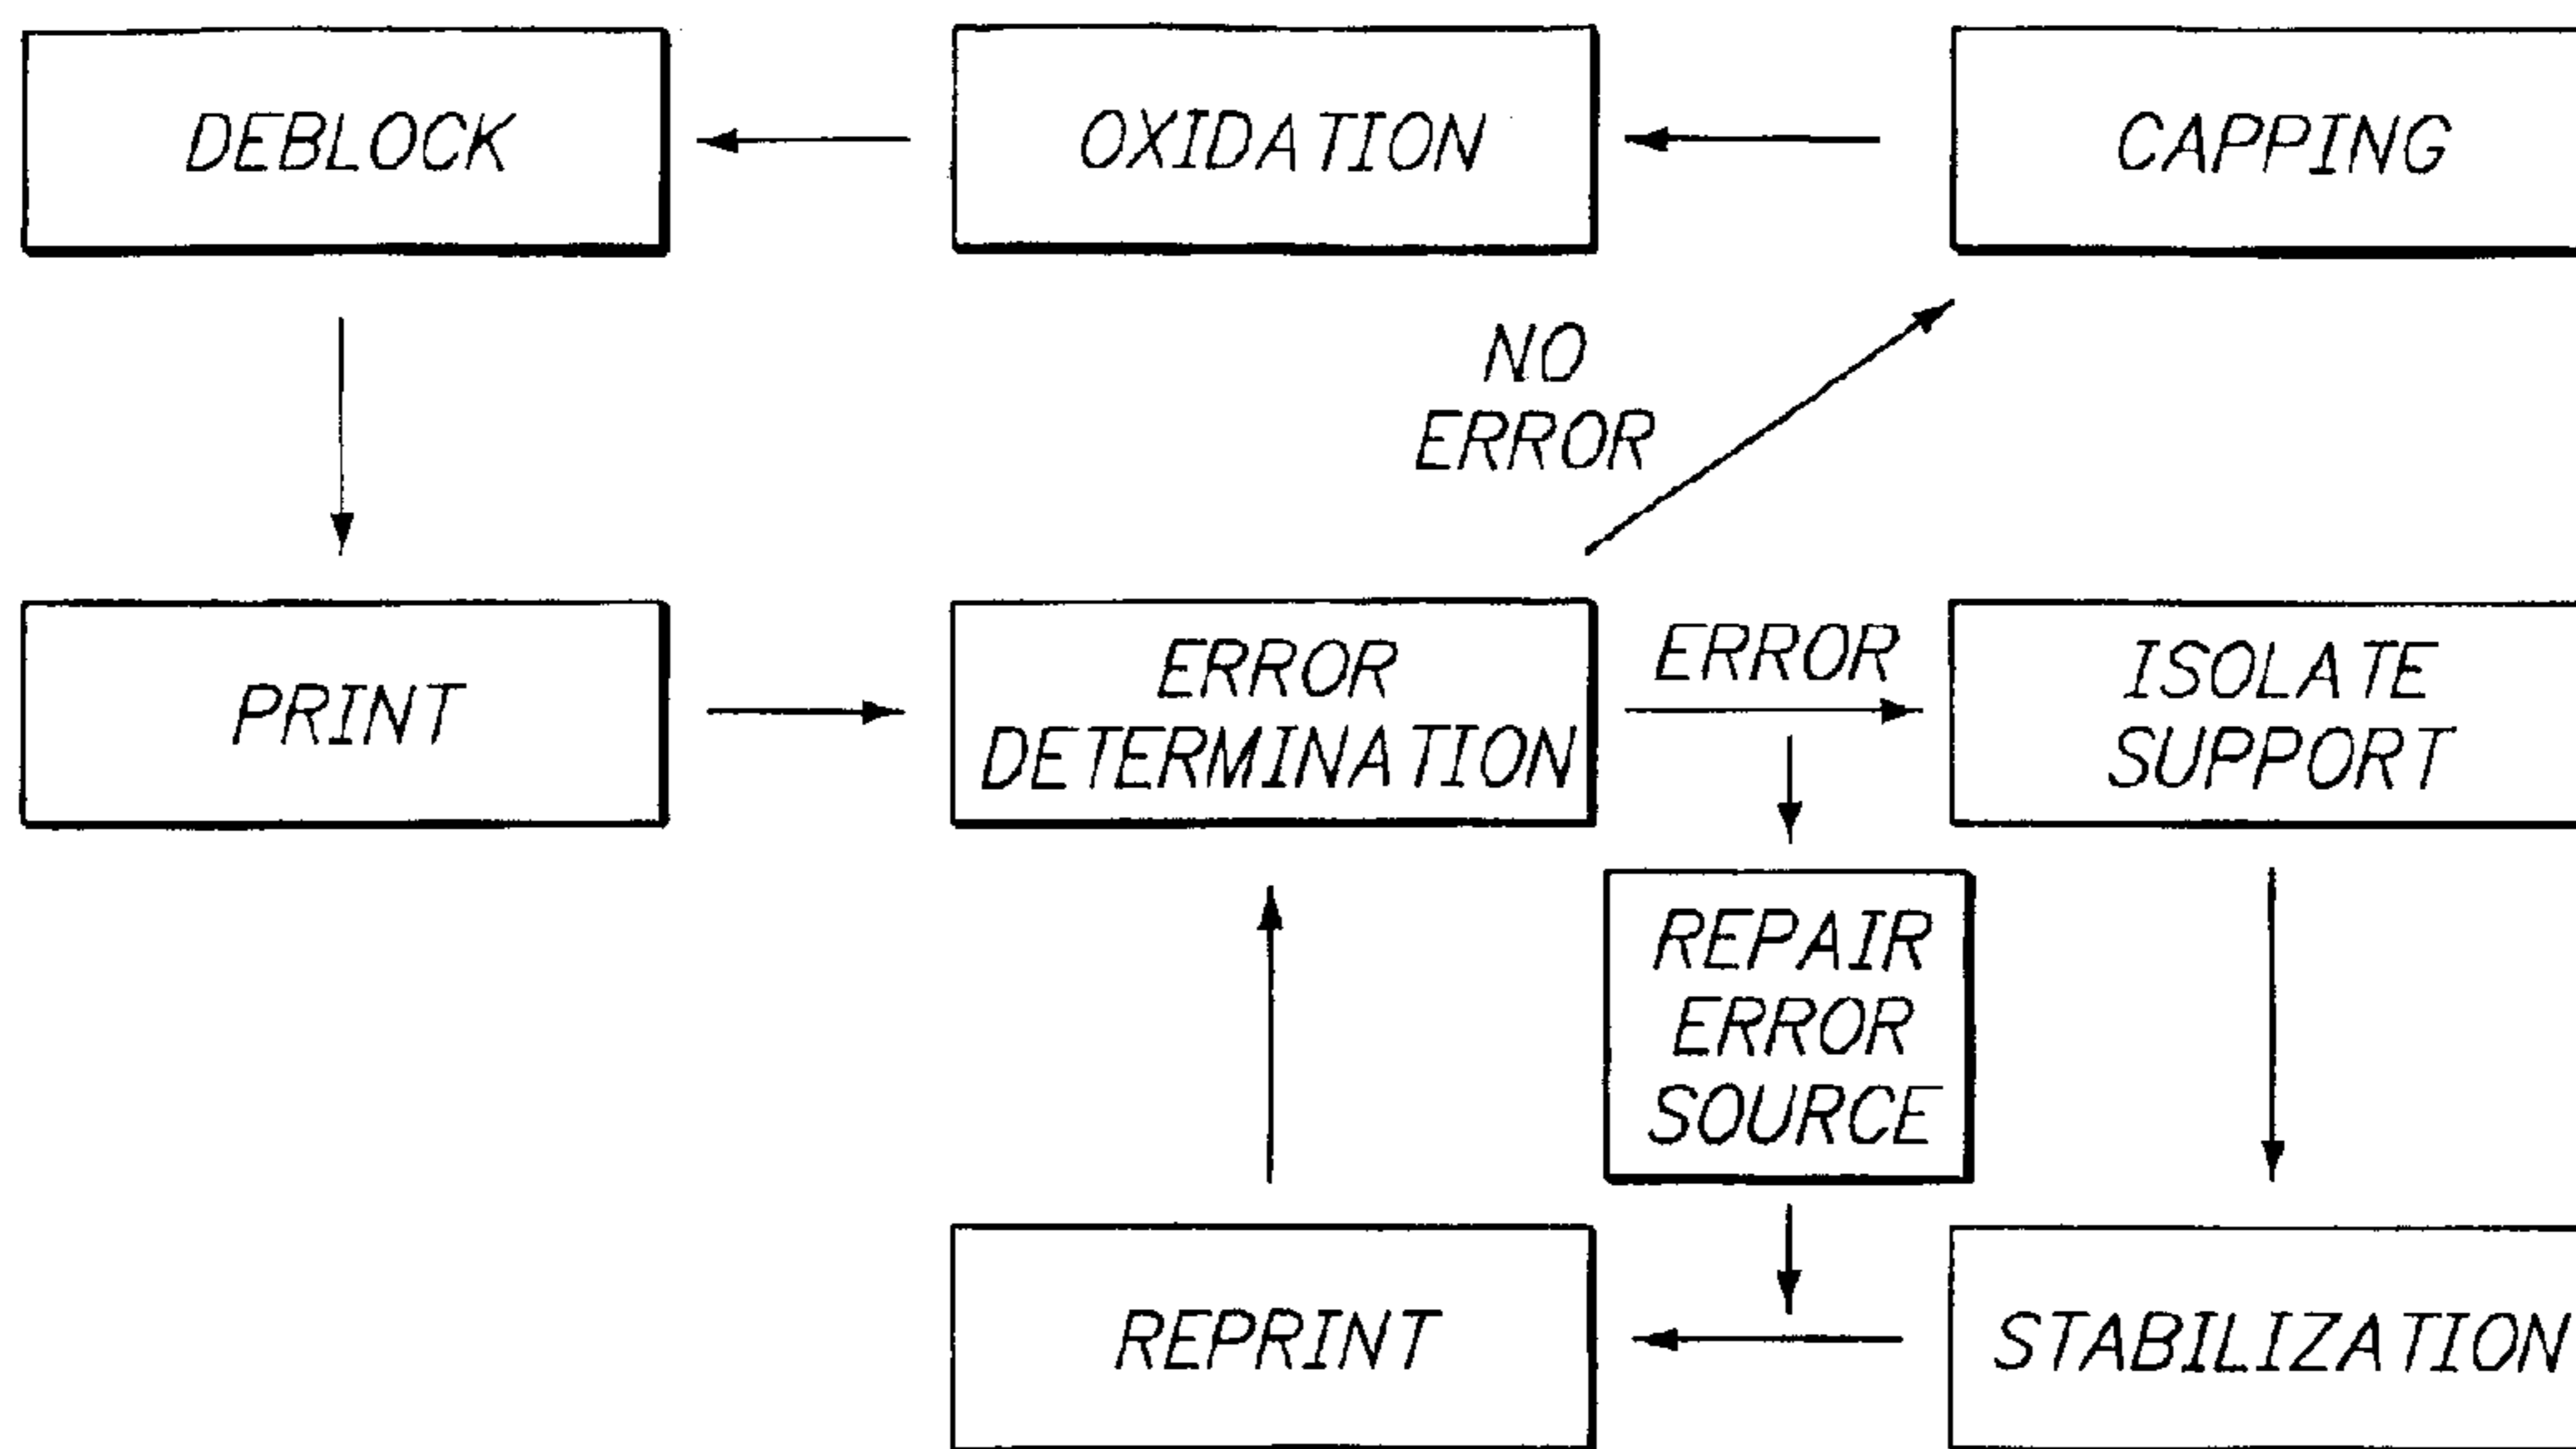 DEBLOCK
OXIDATION
CAPPING
NO
ERROR
PRINT
ERROR
DETERMINATION
ERROR
ISOLATE
SUPPORT
REPAIR
ERROR
SOURCE
REPRINT
STABILIZATION